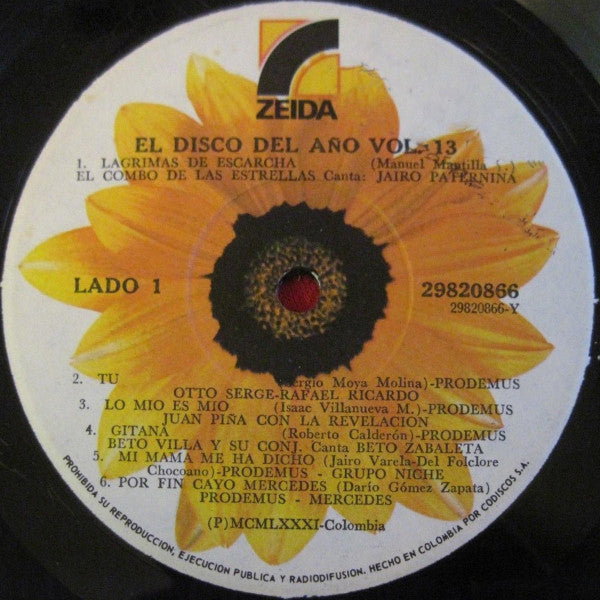 ZEIDA
EL DISCO DEL AÑO VOL. 13
1. LAGRIMAS DE ESCARCHA (Manuel Mantilla )
EL COMBO DE LAS ESTRELLAS Canta: JAIRO PATERNINA
LADO 1 29820866
29820866-Y
2. TU (Sergio Moya Molina)-PRODEMUS
OTTO SERGE-RAFAEL RICARDO
3. LO MIO ES MIO (Isaac Villanueva M.)-PRODEMUS
JUAN PIÑA CON LA REVELACION
4. GITANA (Roberto Calderón)-PRODEMUS
BETO VILLA Y SU CONJ. Canta BETO ZABALETA
5. MI MAMA ME HA DICHO (Jairo Varela-Del Folclore
Chocoano)-PRODEMUS - GRUPO NICHE
6. POR FIN CAYO MERCEDES (Darío Gómez Zapata)
PRODEMUS - MERCEDES
(P)MCMLXXXI-Colombia
PROHIBIDA SU REPRODUCCION, EJECUCION PUBLICA Y RADIODIFUSION. HECHO EN COLOMBIA POR CODISCOS S.A.